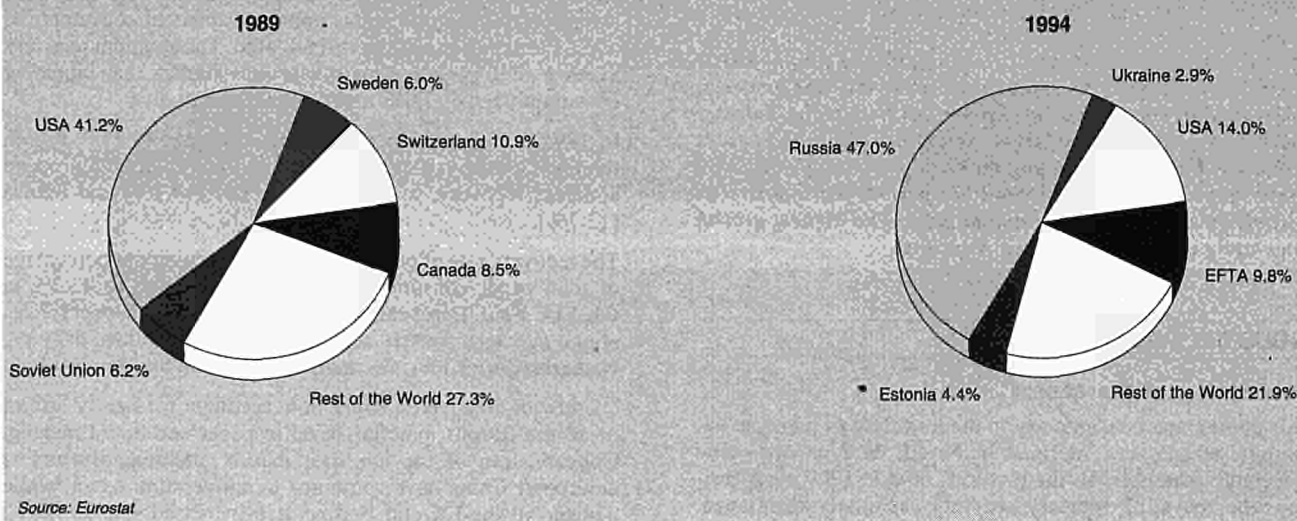 1989
Sweden 6.0%
USA 41.2%
Switzerland 10.9%
Canada 8.5%
Soviet Union 6.2%
Rest of the World 27.3%
1994
Ukraine 2.9%
USA 14.0%
Russia 47.0%
EFTA 9.8%
Estonia 4.4%
Rest of the World 21.9%
Source: Eurostat